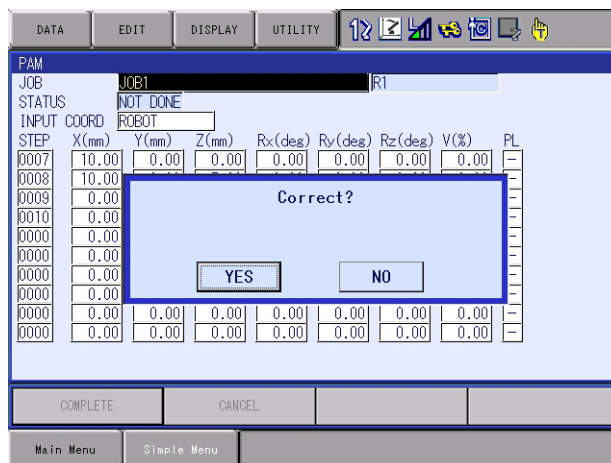 DATA EDIT DISPLAY UTILITY
PAM
JOB JOB1 R1
STATUS NOT DONE
INPUT COORD ROBOT
STEP X(mm) Y(mm) Z(mm) Rx(deg) Ry(deg) Rz(deg) V(%) PL
0007 10.00 0.00 0.00 0.00 0.00 0.00 0.00 -
0008 10.00 -
0009 0.00 -
0010 0.00 -
0000 0.00 -
0000 0.00 -
0000 0.00 -
0000 0.00 -
0000 0.00 0.00 0.00 0.00 0.00 0.00 0.00 -
0000 0.00 0.00 0.00 0.00 0.00 0.00 0.00 -
Correct?
YES NO
COMPLETE CANCEL
Main Menu Simple Menu